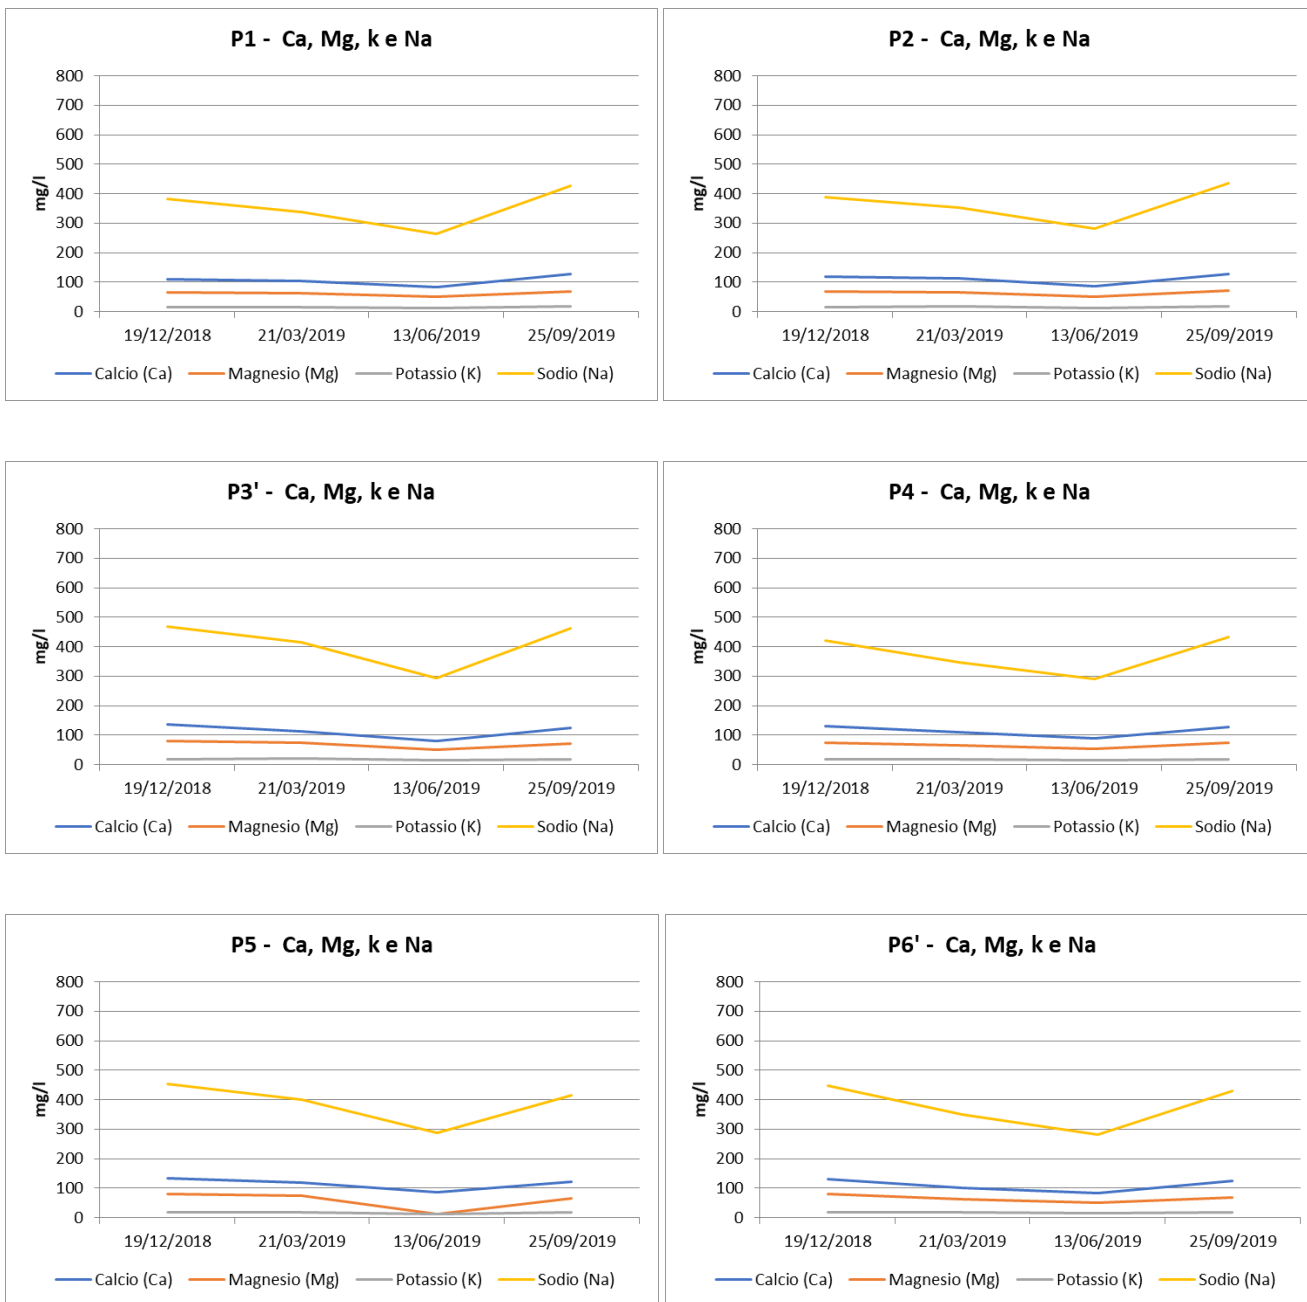 P1 - Ca, Mg, k e Na
800
700
600
500
400
300
200
100
0
mg/l
19/12/2018 21/03/2019 13/06/2019 25/09/2019
Calcio (Ca) Magnesio (Mg) Potassio (K) Sodio (Na)
P2 - Ca, Mg, k e Na
800
700
600
500
400
300
200
100
0
mg/l
19/12/2018 21/03/2019 13/06/2019 25/09/2019
Calcio (Ca) Magnesio (Mg) Potassio (K) Sodio (Na)
P3' - Ca, Mg, k e Na
800
700
600
500
400
300
200
100
0
mg/l
19/12/2018 21/03/2019 13/06/2019 25/09/2019
Calcio (Ca) Magnesio (Mg) Potassio (K) Sodio (Na)
P4 - Ca, Mg, k e Na
800
700
600
500
400
300
200
100
0
mg/l
19/12/2018 21/03/2019 13/06/2019 25/09/2019
Calcio (Ca) Magnesio (Mg) Potassio (K) Sodio (Na)
P5 - Ca, Mg, k e Na
800
700
600
500
400
300
200
100
0
mg/l
19/12/2018 21/03/2019 13/06/2019 25/09/2019
Calcio (Ca) Magnesio (Mg) Potassio (K) Sodio (Na)
P6' - Ca, Mg, k e Na
800
700
600
500
400
300
200
100
0
mg/l
19/12/2018 21/03/2019 13/06/2019 25/09/2019
Calcio (Ca) Magnesio (Mg) Potassio (K) Sodio (Na)